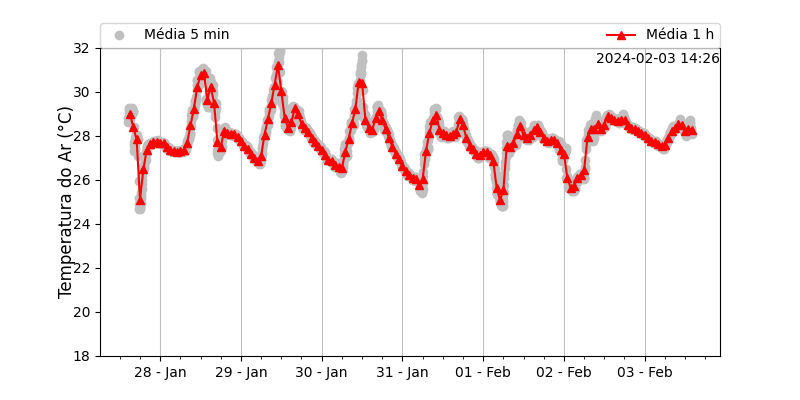 Média 5 min
Média 1 h
2024-02-03 14:26
Temperatura do Ar (°C)
32
30
28
26
24
22
20
18
28 - Jan
29 - Jan
30 - Jan
31 - Jan
01 - Feb
02 - Feb
03 - Feb